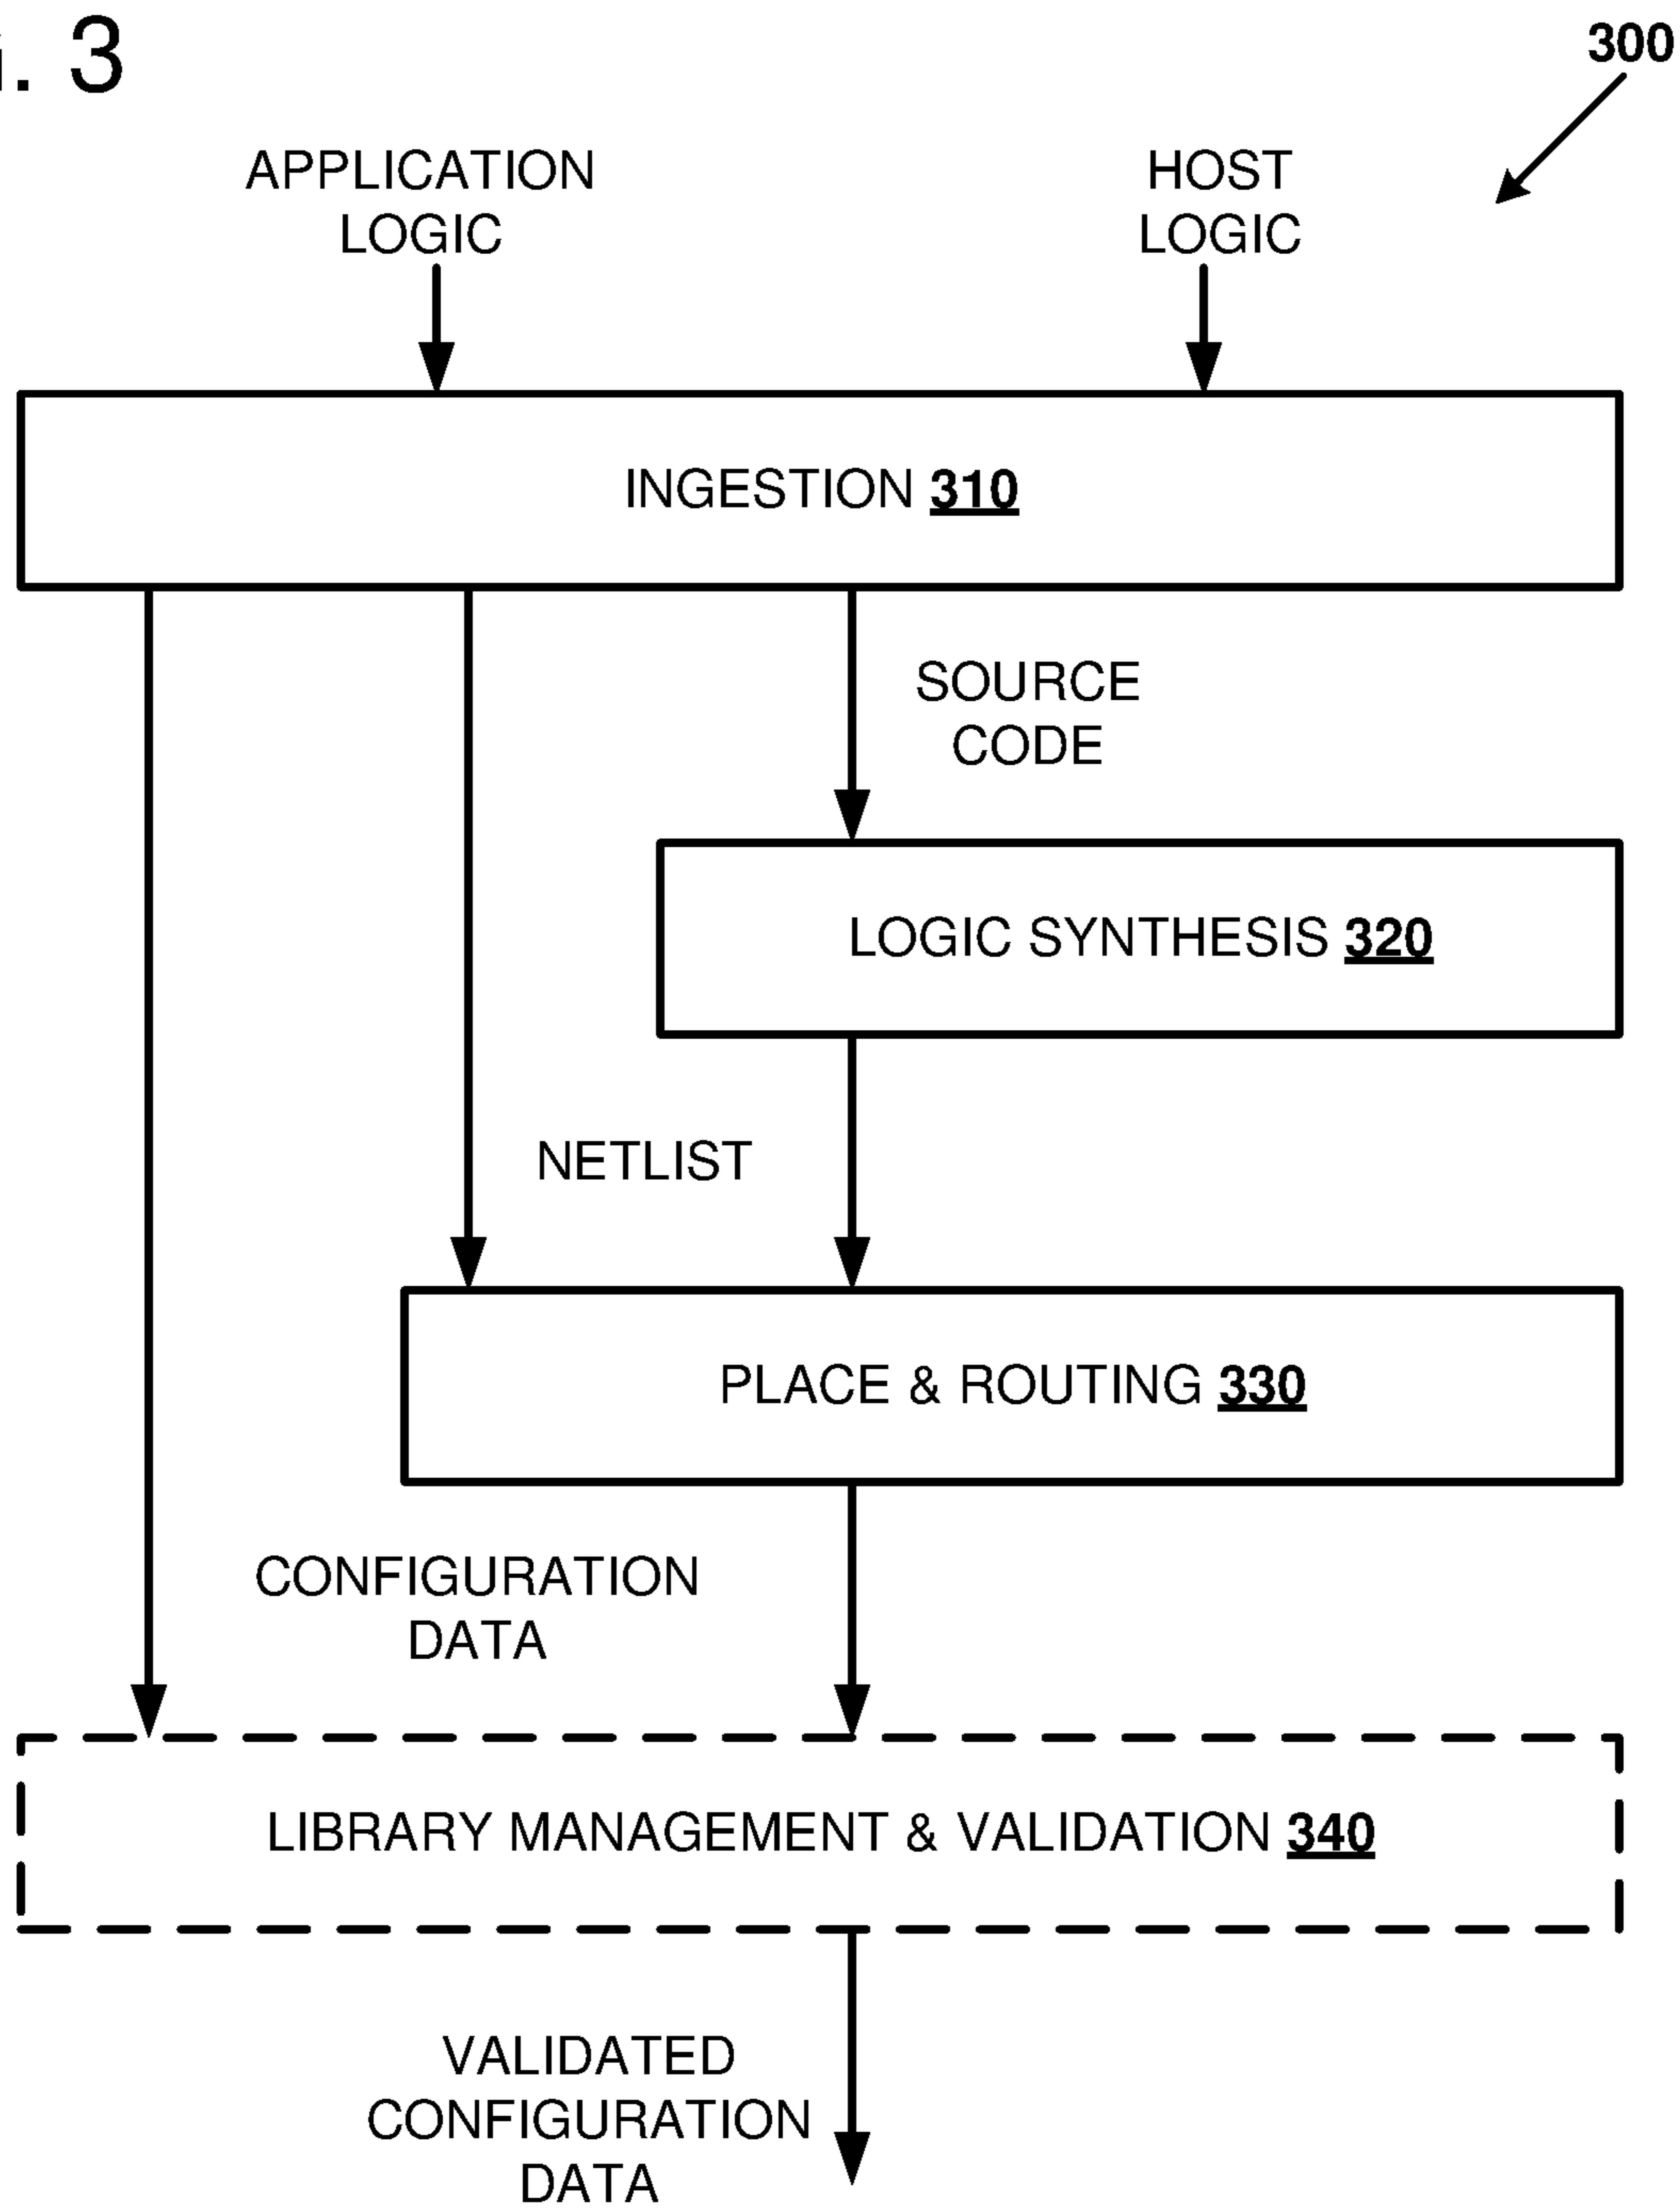 . 3
300
APPLICATION
LOGIC
HOST
LOGIC
INGESTION 310
SOURCE
CODE
LOGIC SYNTHESIS 320
NETLIST
PLACE & ROUTING 330
CONFIGURATION
DATA
LIBRARY MANAGEMENT & VALIDATION 340
VALIDATED
CONFIGURATION
DATA